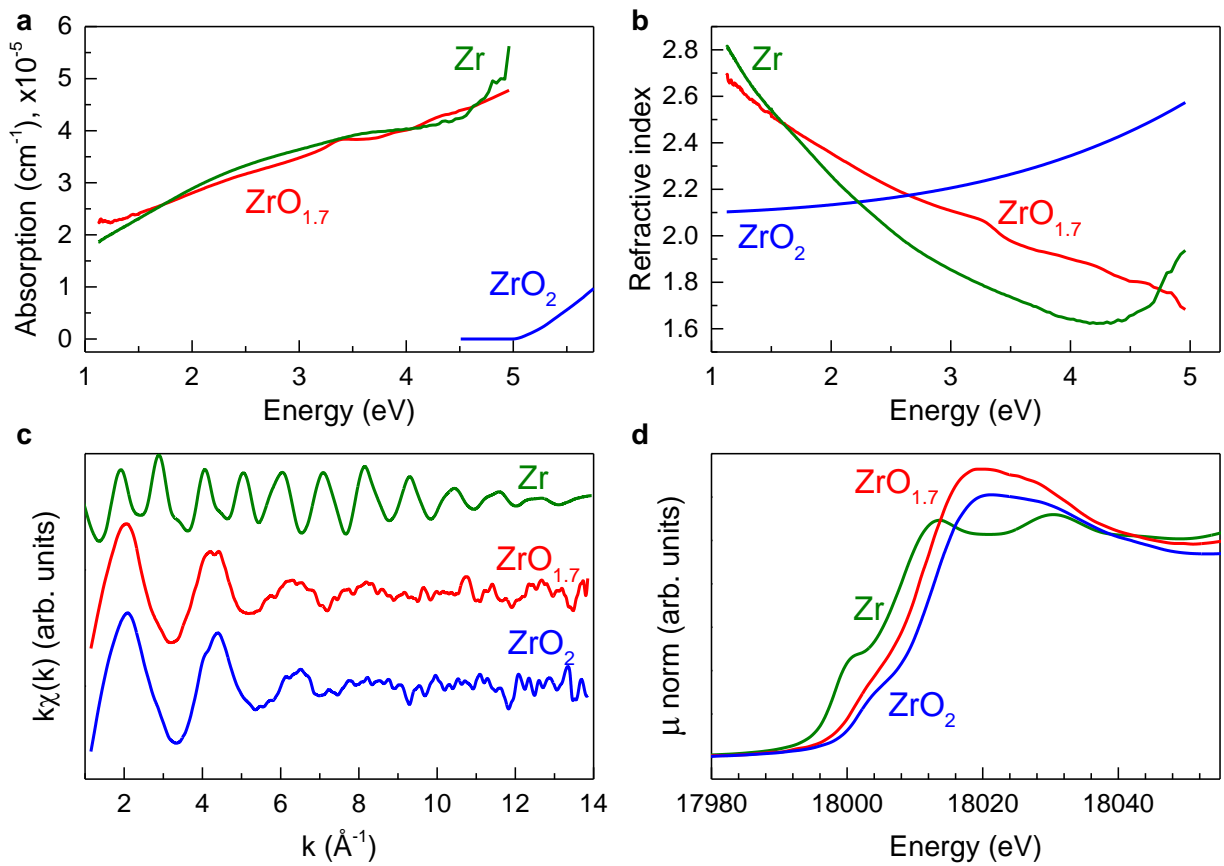 a
Absorption (cm⁻¹), x10⁻⁵
6
5
4
3
2
1
0
Zr
ZrO₁.₇
ZrO₂
1 2 3 4 5
Energy (eV)
b
Refractive index
2.8
2.6
2.4
2.2
2.0
1.8
1.6
Zr
ZrO₁.₇
ZrO₂
1 2 3 4 5
Energy (eV)
c
kχ(k) (arb. units)
Zr
ZrO₁.₇
ZrO₂
2 4 6 8 10 12 14
k (Å⁻¹)
d
μ norm (arb. units)
ZrO₁.₇
Zr
ZrO₂
17980 18000 18020 18040
Energy (eV)